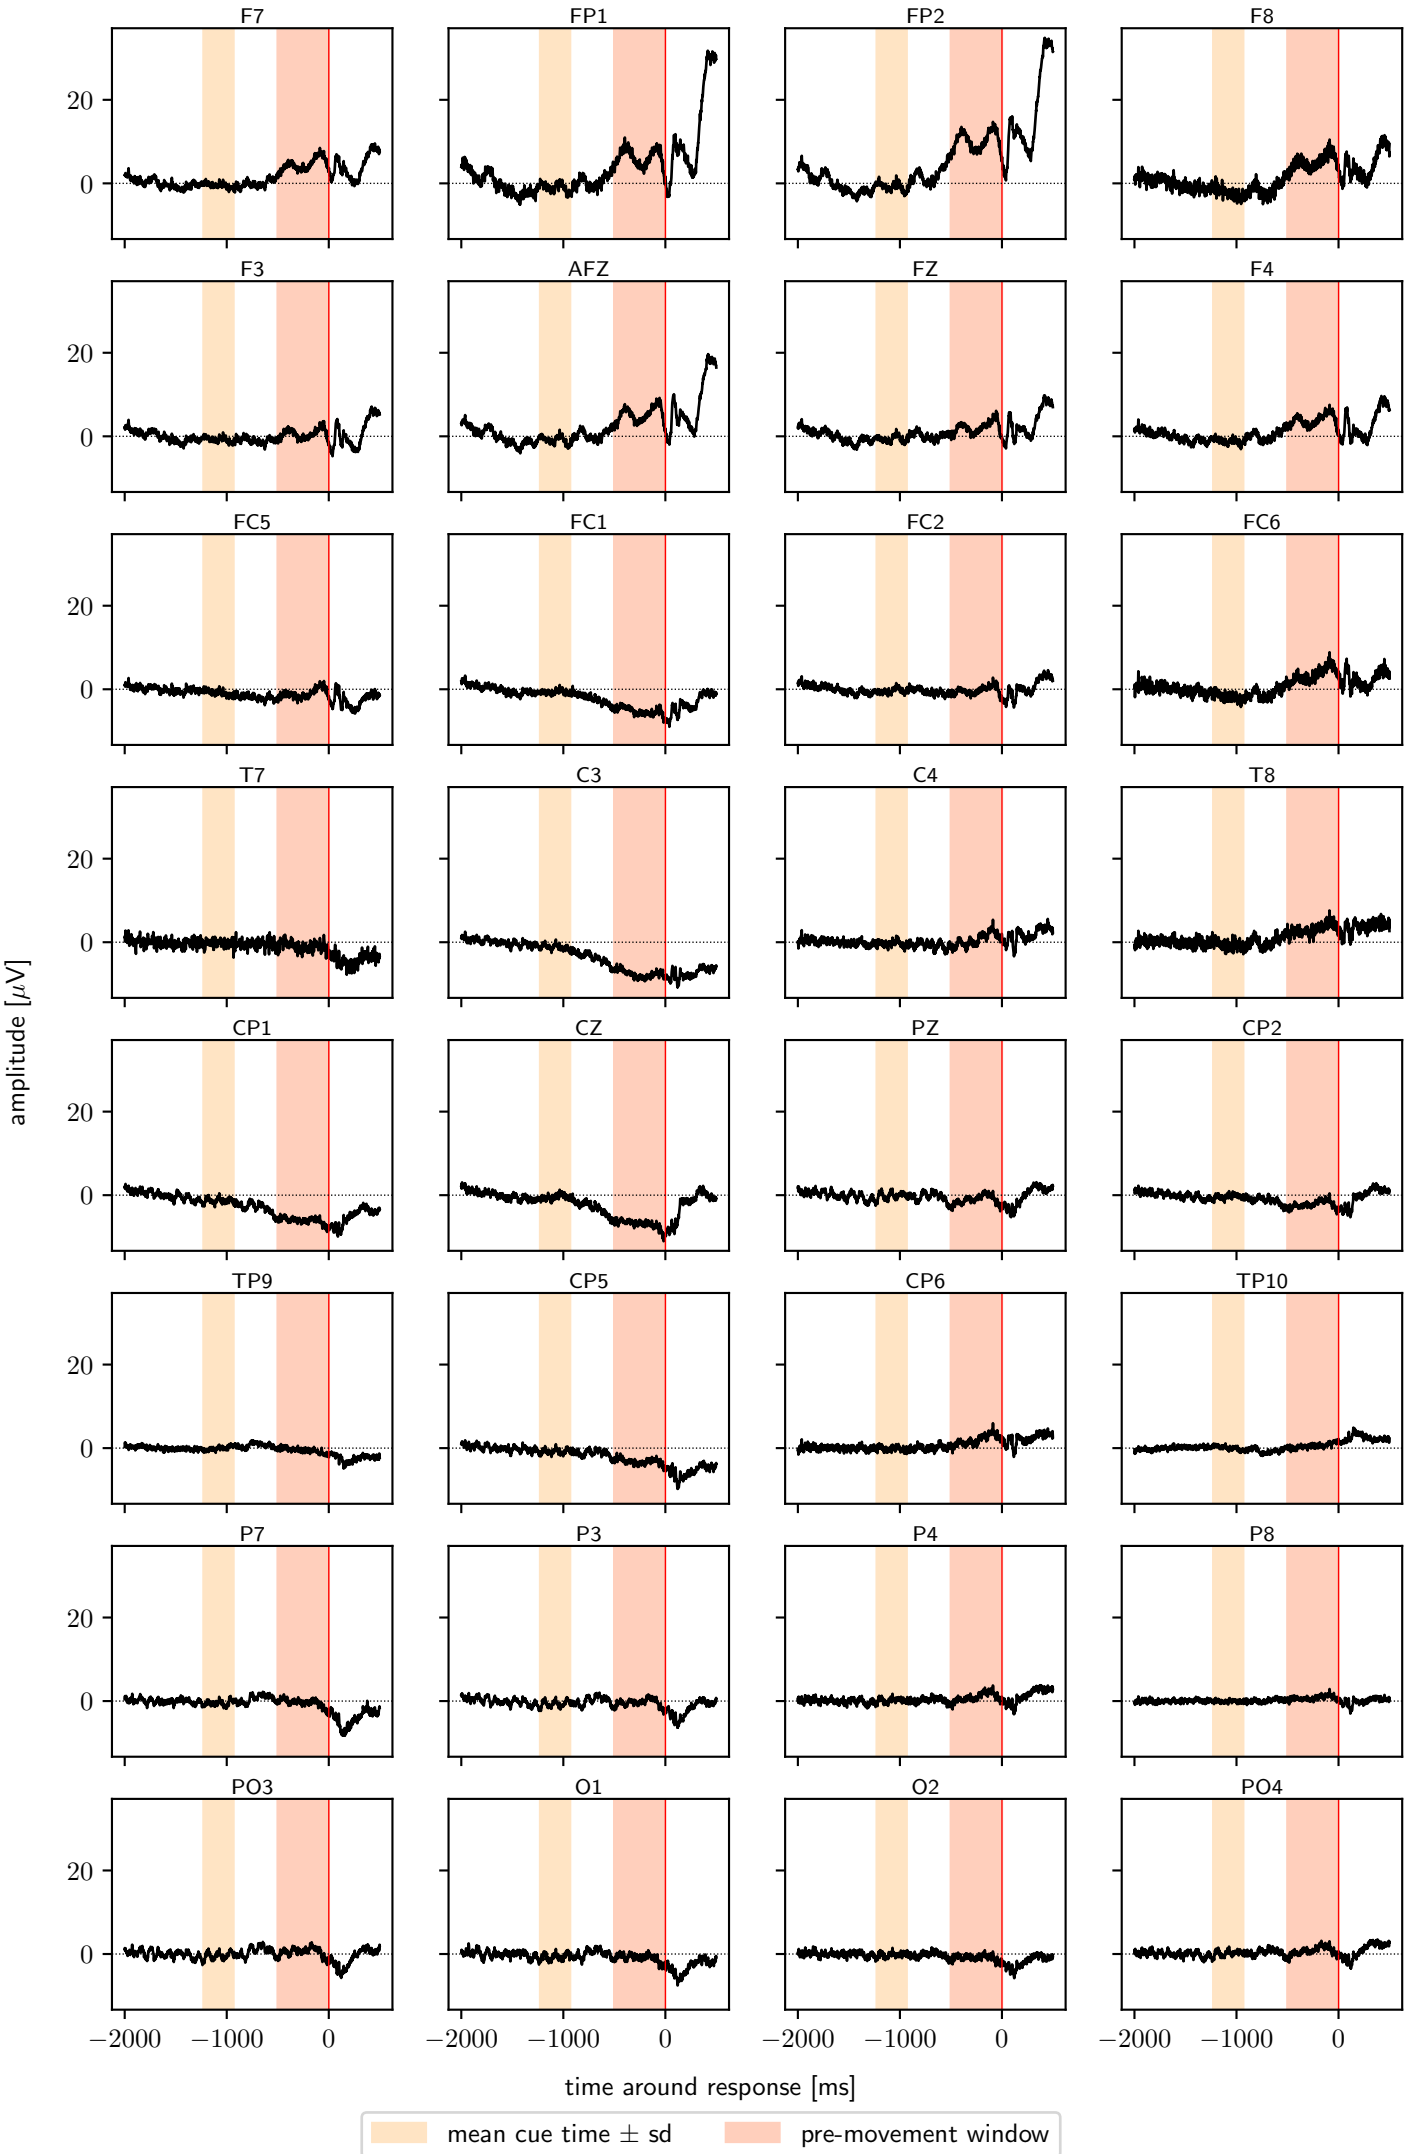 F7 FP1 FP2 F8
20
0
F3 AFZ FZ F4
20
0
FC5 FC1 FC2 FC6
20
0
T7 C3 C4 T8
20
0
amplitude [μV]
CP1 CZ PZ CP2
20
0
TP9 CP5 CP6 TP10
20
0
P7 P3 P4 P8
20
0
PO3 O1 O2 PO4
20
0
−2000 −1000 0 −2000 −1000 0 −2000 −1000 0 −2000 −1000 0
time around response [ms]
mean cue time ± sd pre-movement window